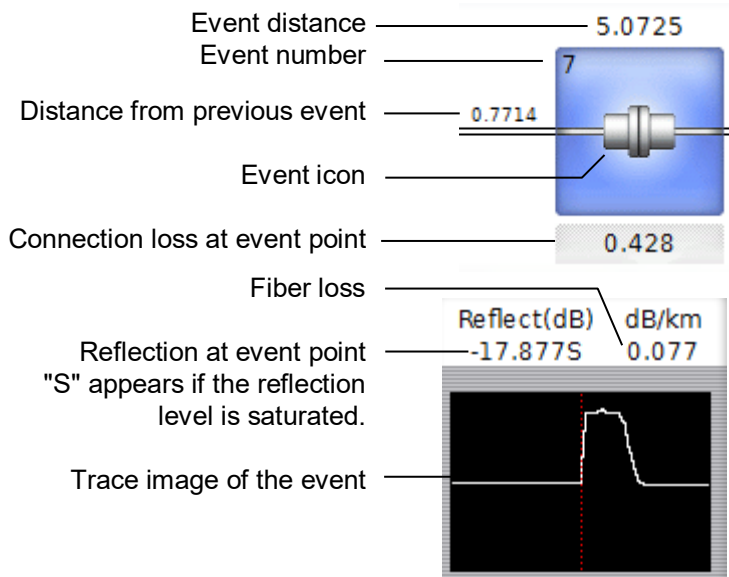 Event distance
5.0725
Event number
7
Distance from previous event
0.7714
Event icon
Connection loss at event point
0.428
Fiber loss
Reflect(dB) dB/km
-17.877S 0.077
Reflection at event point
"S" appears if the reflection
level is saturated.
Trace image of the event